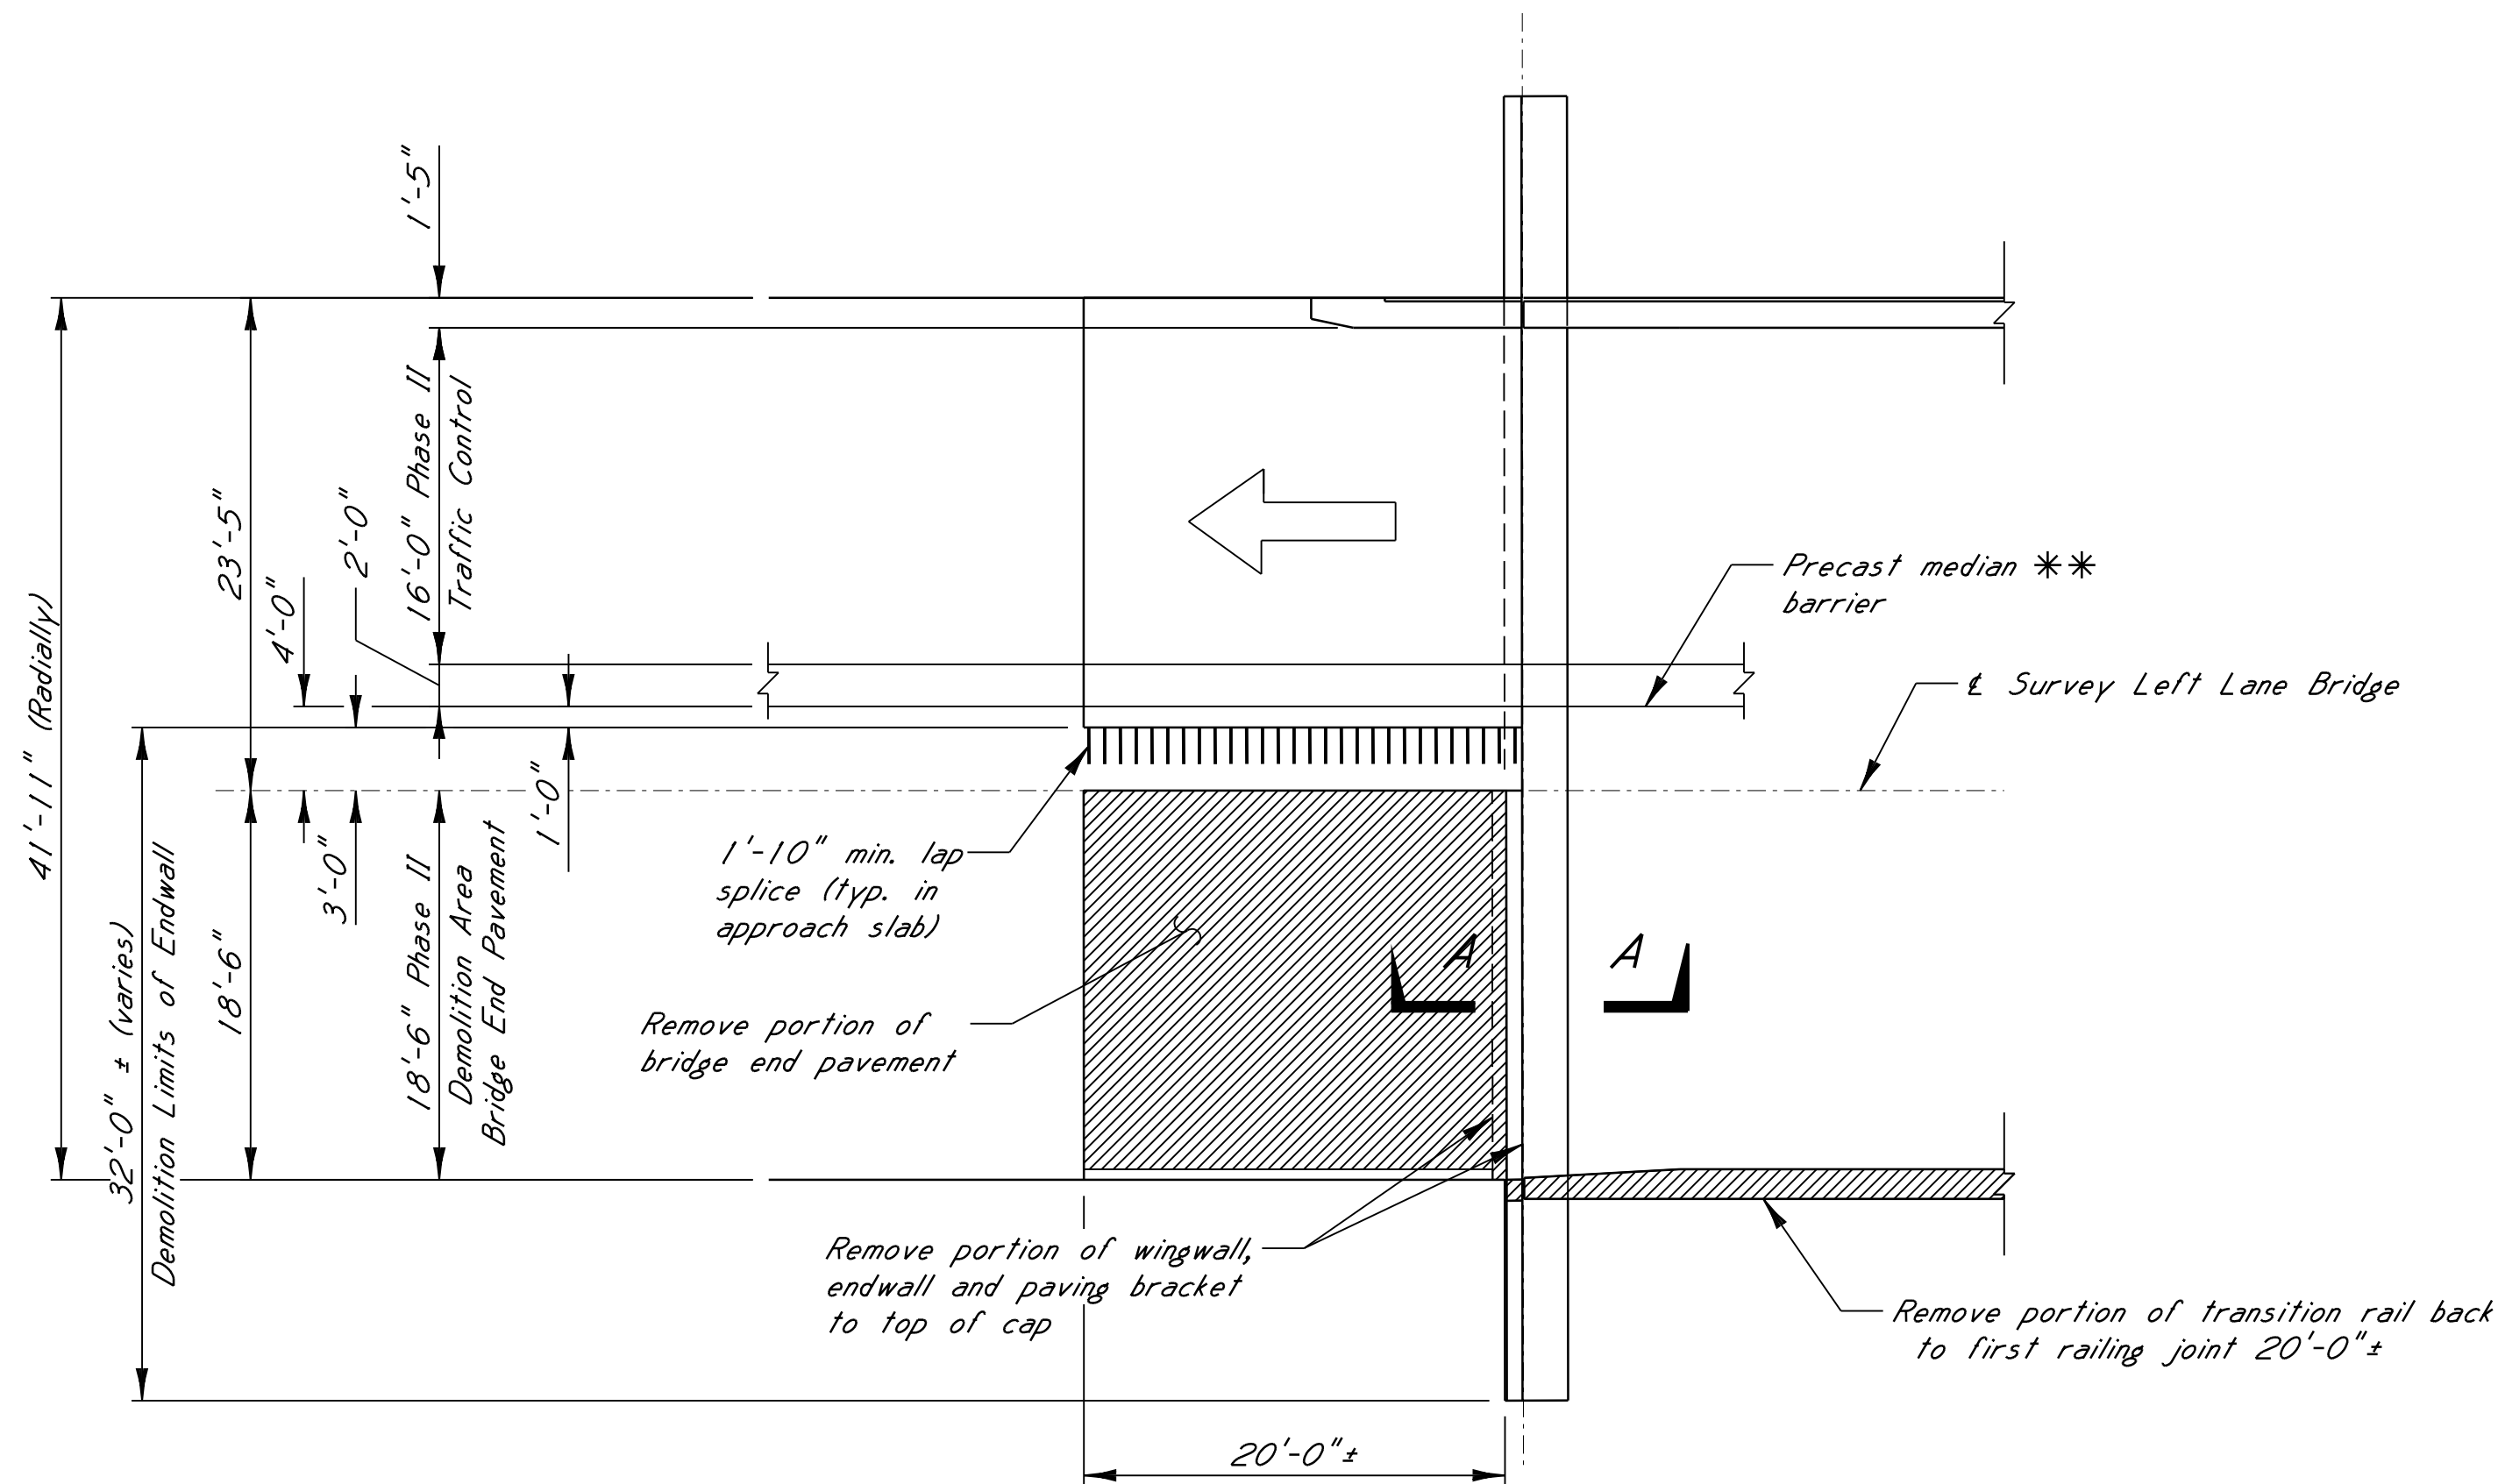 1'-5"
41'-11" (Radially)
23'-5"
4'-0"
2'-0"
16'-0" Phase II
Traffic Control
Precast median ✳✳
barrier
℄ Survey Left Lane Bridge
32'-0" ± (varies)
Demolition Limits of Endwall
18'-6"
3'-0"
18'-6" Phase II
Demolition Area
Bridge End Pavement
1'-0"
1'-10" min. lap
splice (typ. in
approach slab)
A A
Remove portion of
bridge end pavement
Remove portion of wingwall,
endwall and paving bracket
to top of cap
Remove portion of transition rail back
to first railing joint 20'-0"±
20'-0"±